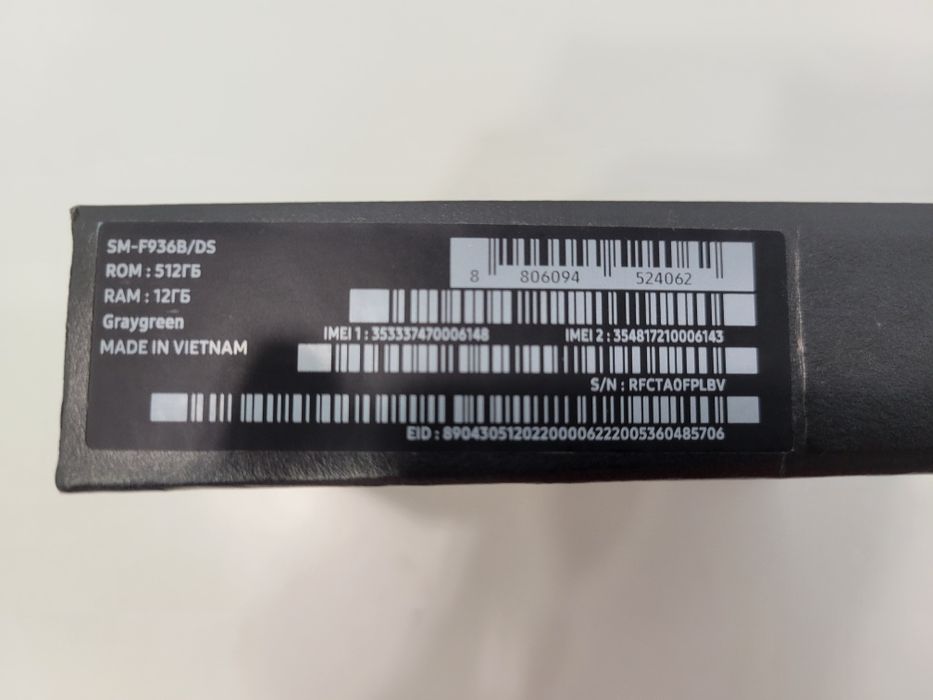 SM-F936B/DS
ROM : 512ГБ
RAM : 12ГБ
Graygreen
MADE IN VIETNAM
8 806094 524062
IMEI 1 : 353337470006148 IMEI 2 : 354817210006143
S/N : RFCTA0FPLBV
EID : 89043051202200006222005360485706